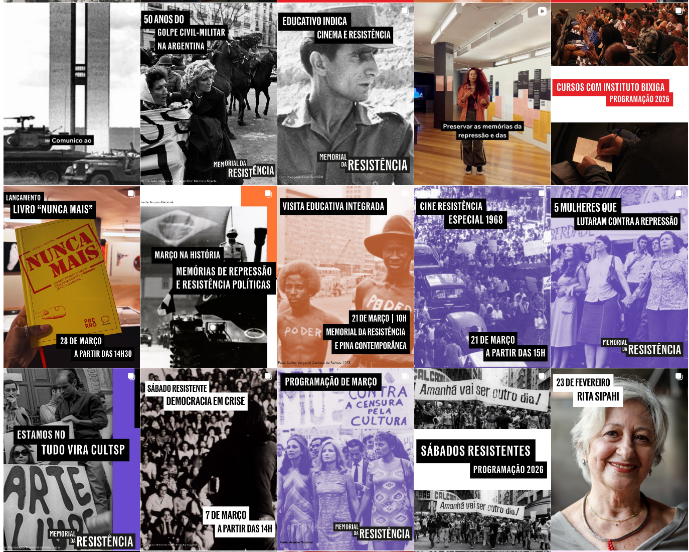 Comunico ao
50 ANOS DO
GOLPE CIVIL-MILITAR
NA ARGENTINA
MEMORIAL DA
RESISTÊNCIA
EDUCATIVO INDICA
CINEMA E RESISTÊNCIA
MEMORIAL
DA RESISTÊNCIA
Preservar as memórias da
repressão e das
CURSOS COM INSTITUTO BIXIGA
PROGRAMAÇÃO 2026
LANÇAMENTO
LIVRO "NUNCA MAIS"
NUNCA
MAIS
28 DE MARÇO
A PARTIR DAS 14H30
MARÇO NA HISTÓRIA
MEMÓRIAS DE REPRESSÃO
E RESISTÊNCIA POLÍTICAS
VISITA EDUCATIVA INTEGRADA
PODER
PODER
21 DE MARÇO | 10H
MEMORIAL DA RESISTÊNCIA
E PINA CONTEMPORÂNEA
CINE RESISTÊNCIA
ESPECIAL 1968
21 DE MARÇO
A PARTIR DAS 15H
5 MULHERES QUE
LUTARAM CONTRA A REPRESSÃO
MEMORIAL
DA RESISTÊNCIA
ESTAMOS NO
TUDO VIRA CULTSP
ARTE
MEMORIAL
DA RESISTÊNCIA
SÁBADO RESISTENTE
DEMOCRACIA EM CRISE
7 DE MARÇO
A PARTIR DAS 14H
PROGRAMAÇÃO DE MARÇO
CONTRA
A CENSURA
PELA
CULTURA
MEMORIAL
DA RESISTÊNCIA
Amanhã vai ser outro dia!
SÁBADOS RESISTENTES
PROGRAMAÇÃO 2026
Amanhã vai ser outro dia!
23 DE FEVEREIRO
RITA SIPAHI